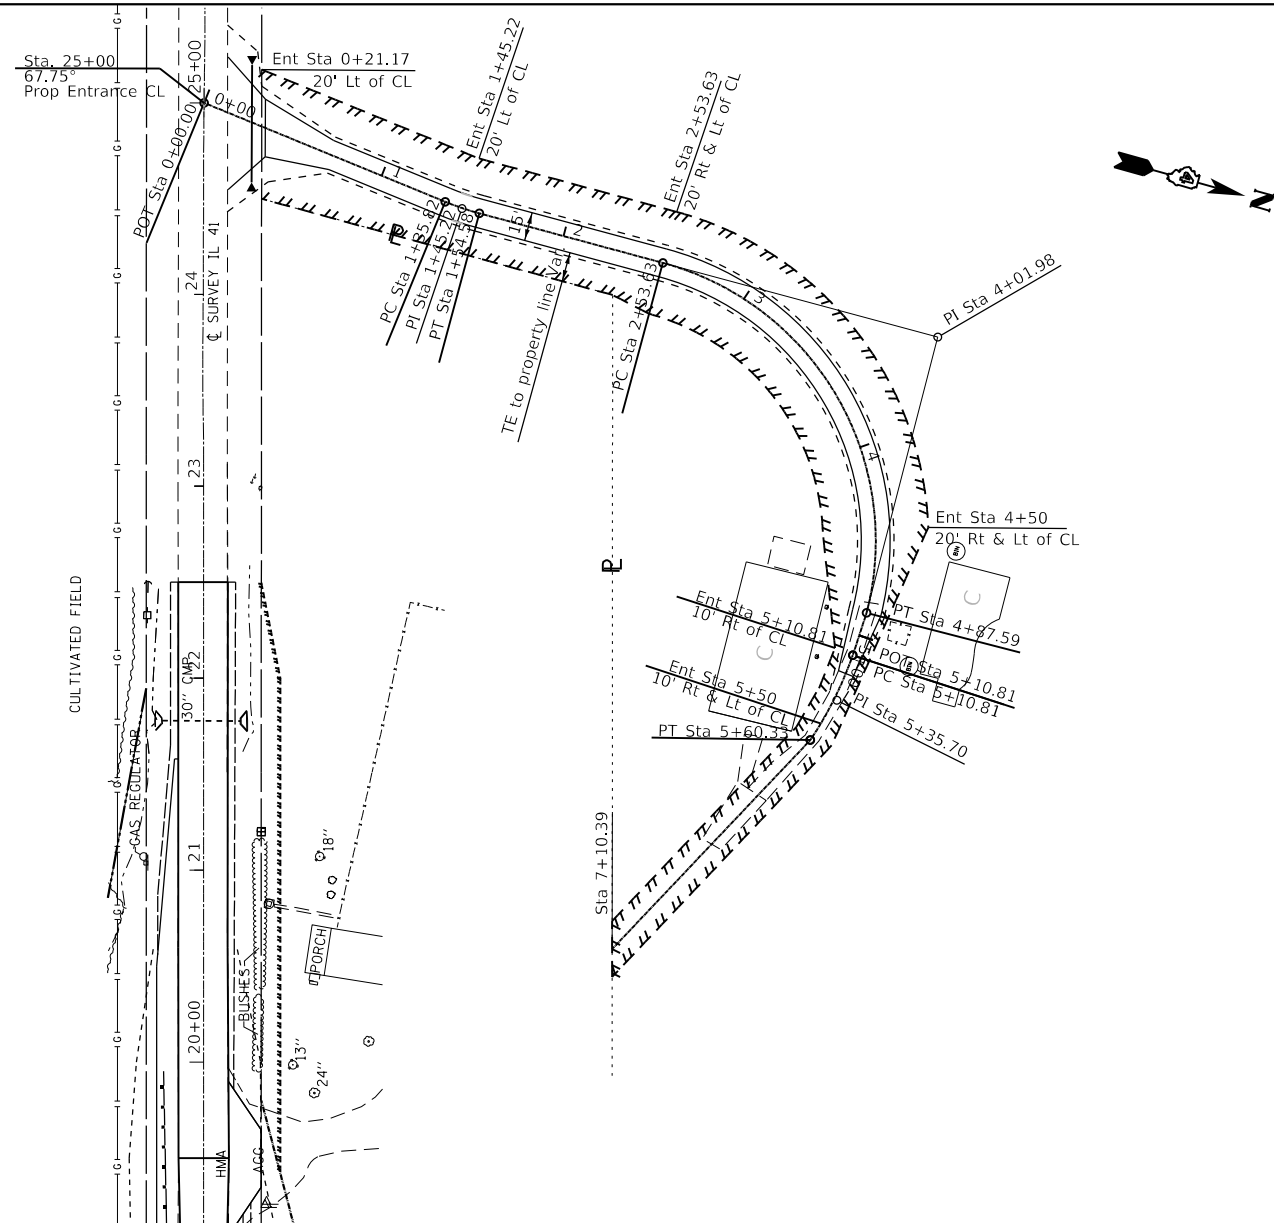 Sta. 25+00
67.75°
Prop Entrance CL
25+00
0+00
Ent Sta 0+21.17
20' Lt of CL
Ent Sta 1+45.22
20' Lt of CL
Ent Sta 2+53.63
20' Rt & Lt of CL
N
POT Sta 0+00.00
1
PC Sta 1+35.82
PI Sta 1+45.22
PT Sta 1+54.58
15'
2
TE to property line Var.
PC Sta 2+53.63
3
PI Sta 4+01.98
4
24
℄ SURVEY IL 41
23
PL
PL
Ent Sta 4+50
20' Rt & Lt of CL
BIN
C
C
Ent Sta 5+10.81
10' Rt of CL
PT Sta 4+87.59
POT Sta 5+10.81
PC Sta 5+10.81
BIN
Ent Sta 5+50
10' Rt & Lt of CL
PI Sta 5+35.70
PT Sta 5+60.33
CULTIVATED FIELD
22
30'' CMP
GAS REGULATOR
21
18''
Sta 7+10.39
PORCH
BUSHES
20+00
13''
24''
HMA
AGG
G
G
G
G
G
G
G
G
G
G